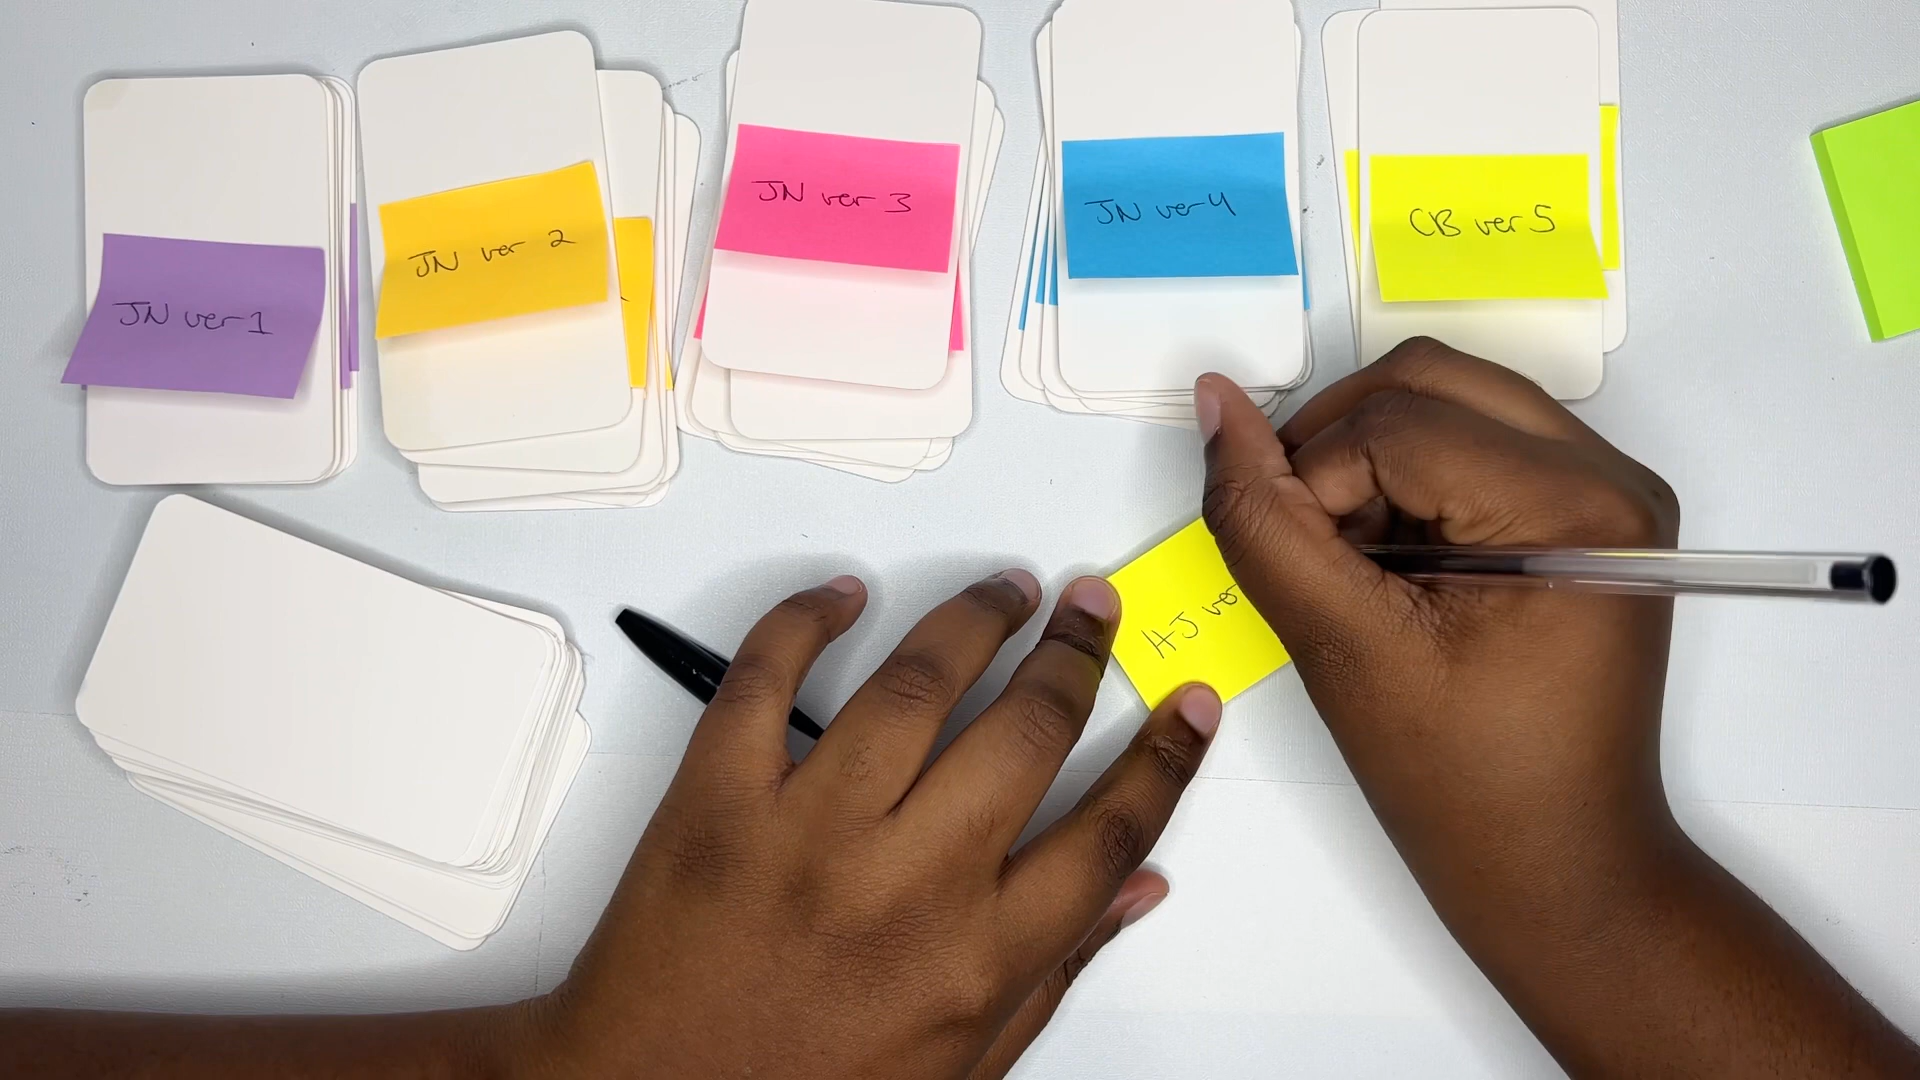 JN ver 1
JN ver 2
JN ver 3
JN ver 4
CB ver 5
HJ ver